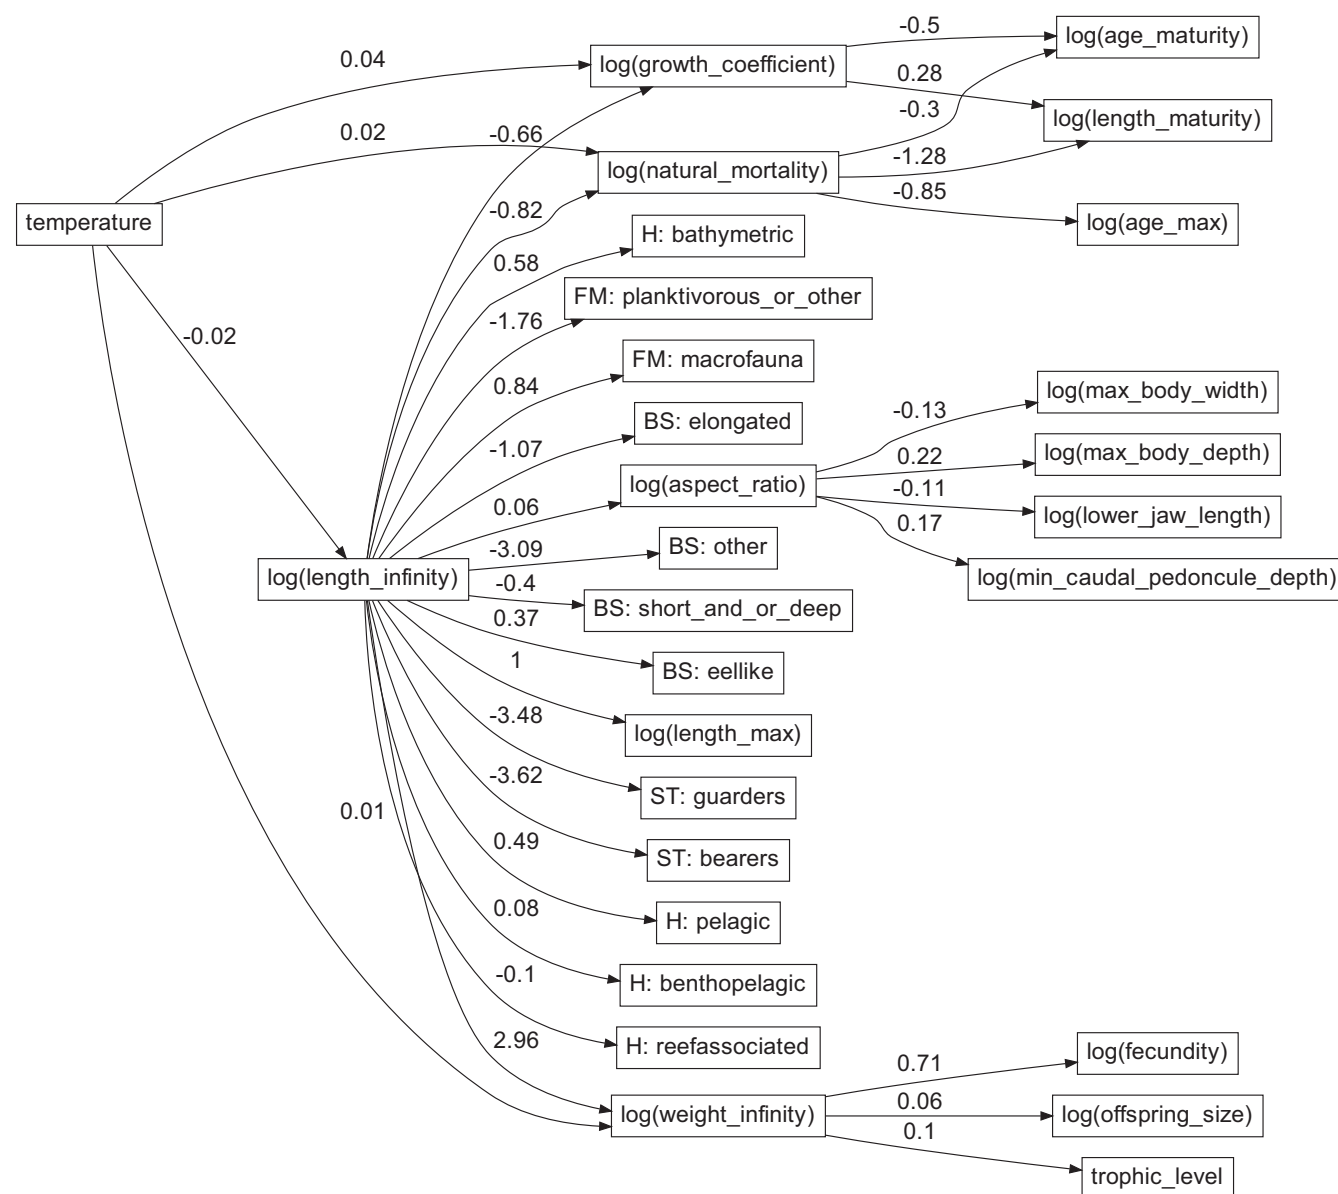 -0.5
log(age_maturity)
0.04
log(growth_coefficient)
0.28
-0.3
log(length_maturity)
0.02
-0.66
log(natural_mortality)
-1.28
-0.85
temperature
-0.82
log(age_max)
H: bathymetric
0.58
FM: planktivorous_or_other
-1.76
-0.02
FM: macrofauna
0.84
log(max_body_width)
-0.13
BS: elongated
-1.07
0.22
log(max_body_depth)
log(aspect_ratio)
-0.11
0.06
log(lower_jaw_length)
0.17
-3.09
BS: other
log(length_infinity)
-0.4
log(min_caudal_pedoncule_depth)
BS: short_and_or_deep
0.37
1
BS: eellike
-3.48
log(length_max)
-3.62
ST: guarders
0.01
0.49
ST: bearers
0.08
H: pelagic
-0.1
H: benthopelagic
2.96
H: reefassociated
log(fecundity)
0.71
log(weight_infinity)
0.06
log(offspring_size)
0.1
trophic_level